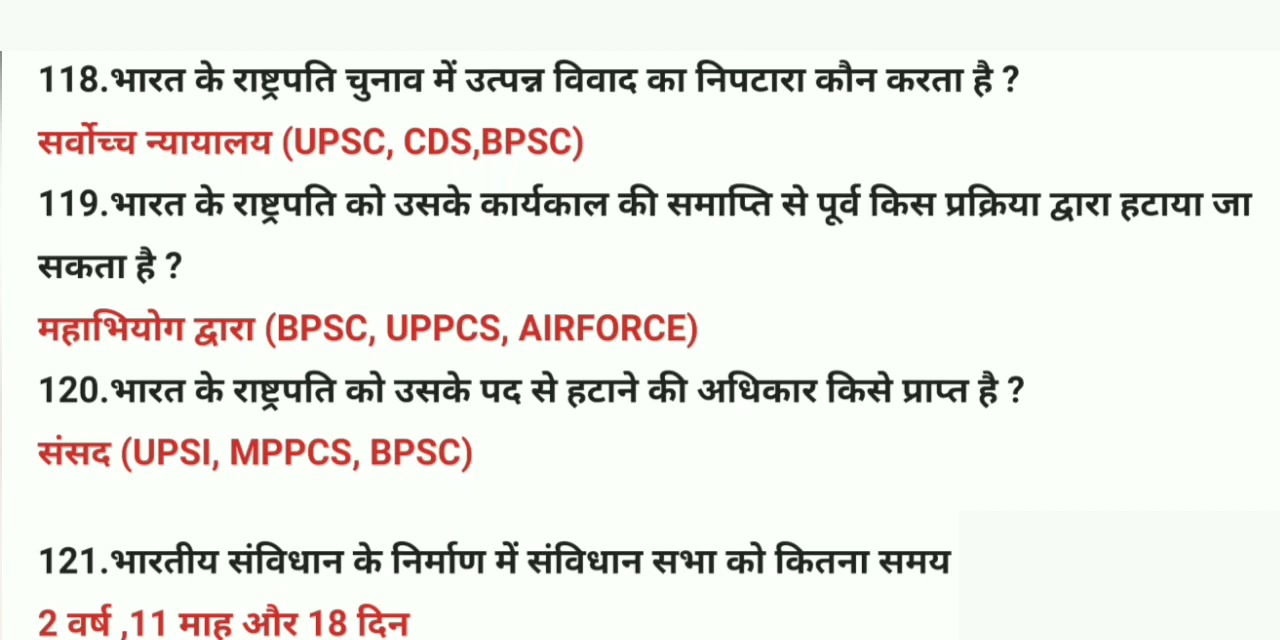 118.भारत के राष्ट्रपति चुनाव में उत्पन्न विवाद का निपटारा कौन करता है ?
सर्वोच्च न्यायालय (UPSC, CDS,BPSC)
119.भारत के राष्ट्रपति को उसके कार्यकाल की समाप्ति से पूर्व किस प्रक्रिया द्वारा हटाया जा
सकता है ?
महाभियोग द्वारा (BPSC, UPPCS, AIRFORCE)
120.भारत के राष्ट्रपति को उसके पद से हटाने की अधिकार किसे प्राप्त है ?
संसद (UPSI, MPPCS, BPSC)
121.भारतीय संविधान के निर्माण में संविधान सभा को कितना समय
2 वर्ष ,11 माह और 18 दिन